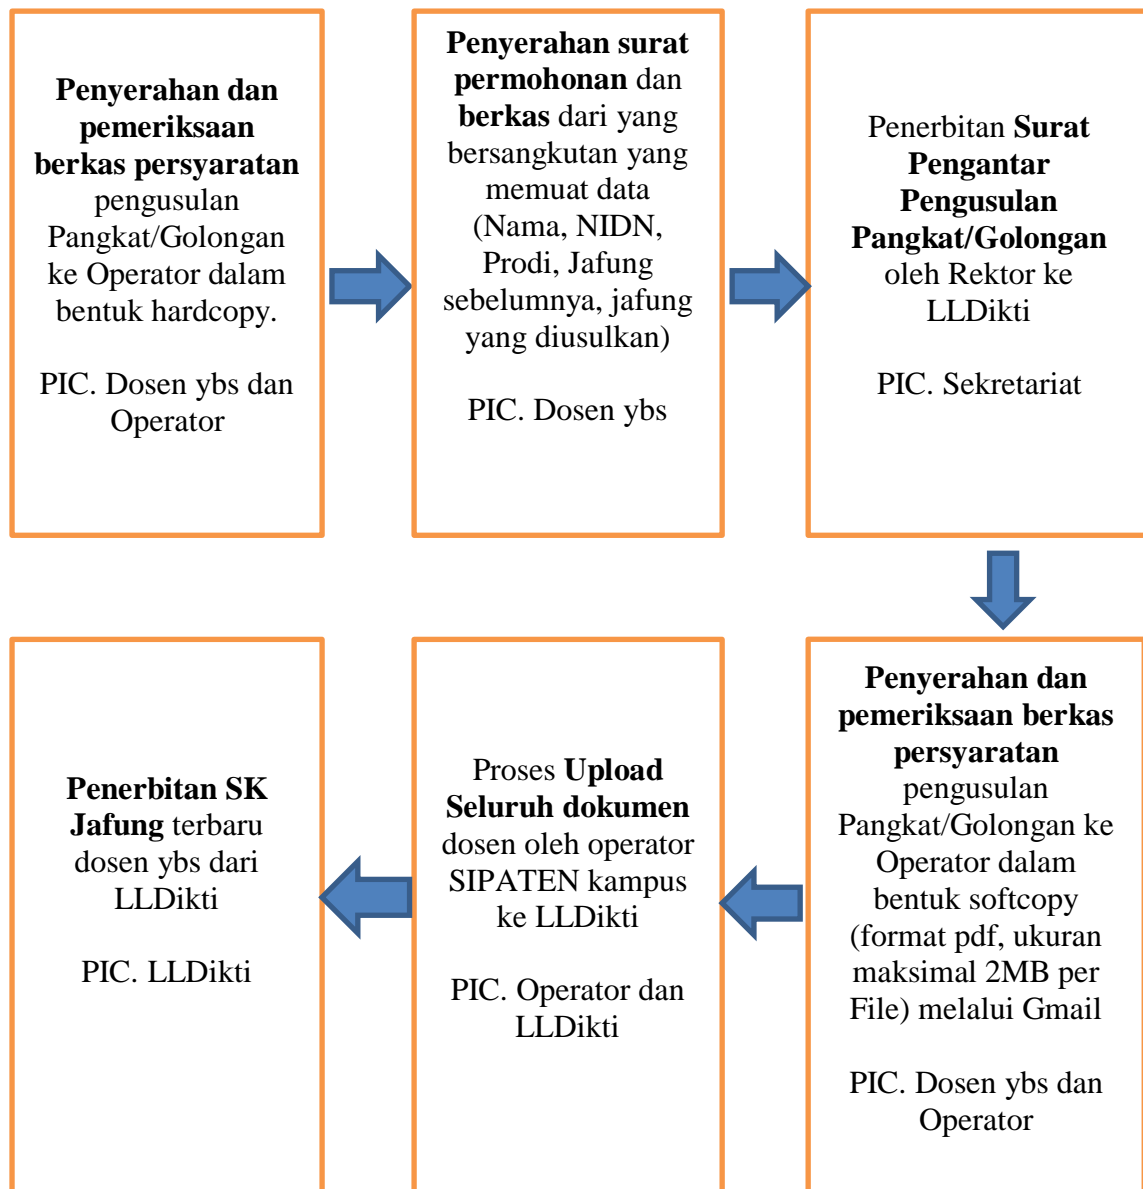 Penyerahan dan
pemeriksaan
berkas persyaratan
pengusulan
Pangkat/Golongan
ke Operator dalam
bentuk hardcopy.
PIC. Dosen ybs dan
Operator
Penyerahan surat
permohonan dan
berkas dari yang
bersangkutan yang
memuat data
(Nama, NIDN,
Prodi, Jafung
sebelumnya, jafung
yang diusulkan)
PIC. Dosen ybs
Penerbitan Surat
Pengantar
Pengusulan
Pangkat/Golongan
oleh Rektor ke
LLDikti
PIC. Sekretariat
Penyerahan dan
pemeriksaan berkas
persyaratan
pengusulan
Pangkat/Golongan ke
Operator dalam
bentuk softcopy
(format pdf, ukuran
maksimal 2MB per
File) melalui Gmail
PIC. Dosen ybs dan
Operator
Proses Upload
Seluruh dokumen
dosen oleh operator
SIPATEN kampus
ke LLDikti
PIC. Operator dan
LLDikti
Penerbitan SK
Jafung terbaru
dosen ybs dari
LLDikti
PIC. LLDikti